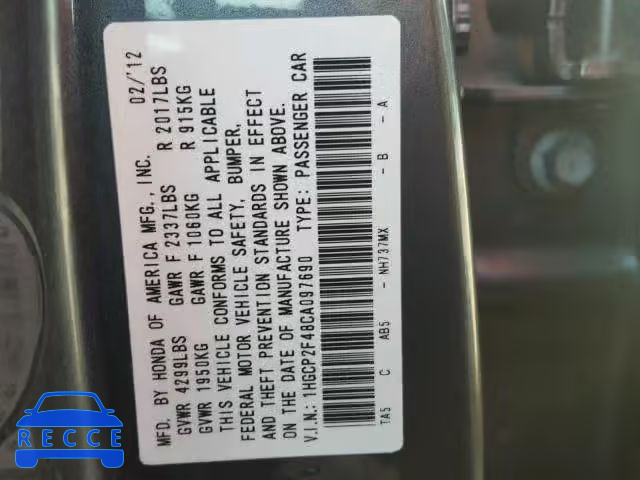 MFD. BY HONDA OF AMERICA MFG., INC. 02/'12
GVWR 4299LBS GAWR F 2337LBS R 2017LBS
GVWR 1950KG GAWR F 1060KG R 915KG
THIS VEHICLE CONFORMS TO ALL APPLICABLE
FEDERAL MOTOR VEHICLE SAFETY, BUMPER,
AND THEFT PREVENTION STANDARDS IN EFFECT
ON THE DATE OF MANUFACTURE SHOWN ABOVE.
V.I.N.: 1HGCP2F48CA097690 TYPE: PASSENGER CAR
TA5 C AB5 - NH737MX - B - A
RECCE